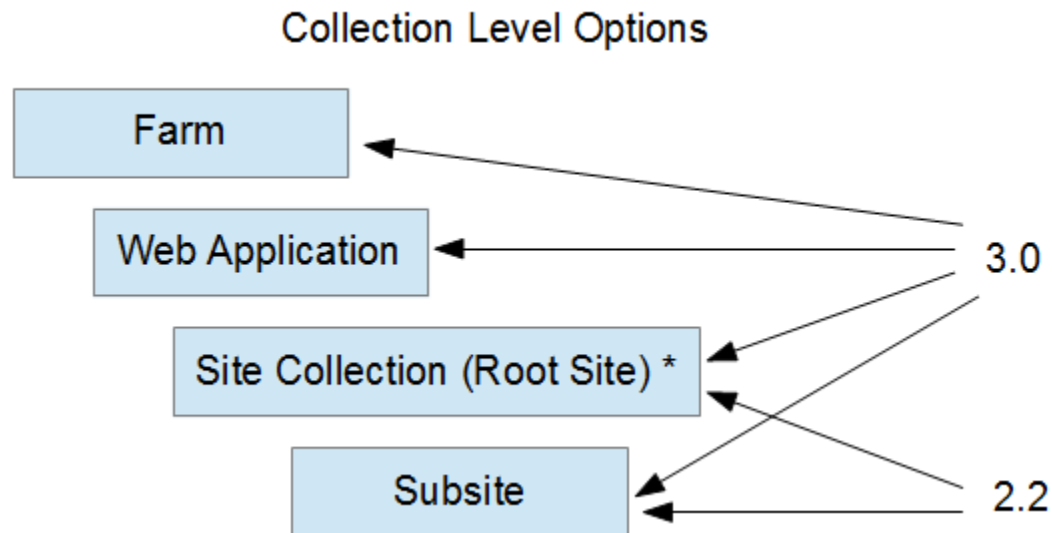 Collection Level Options
Farm
Web Application
3.0
Site Collection (Root Site) *
Subsite
2.2